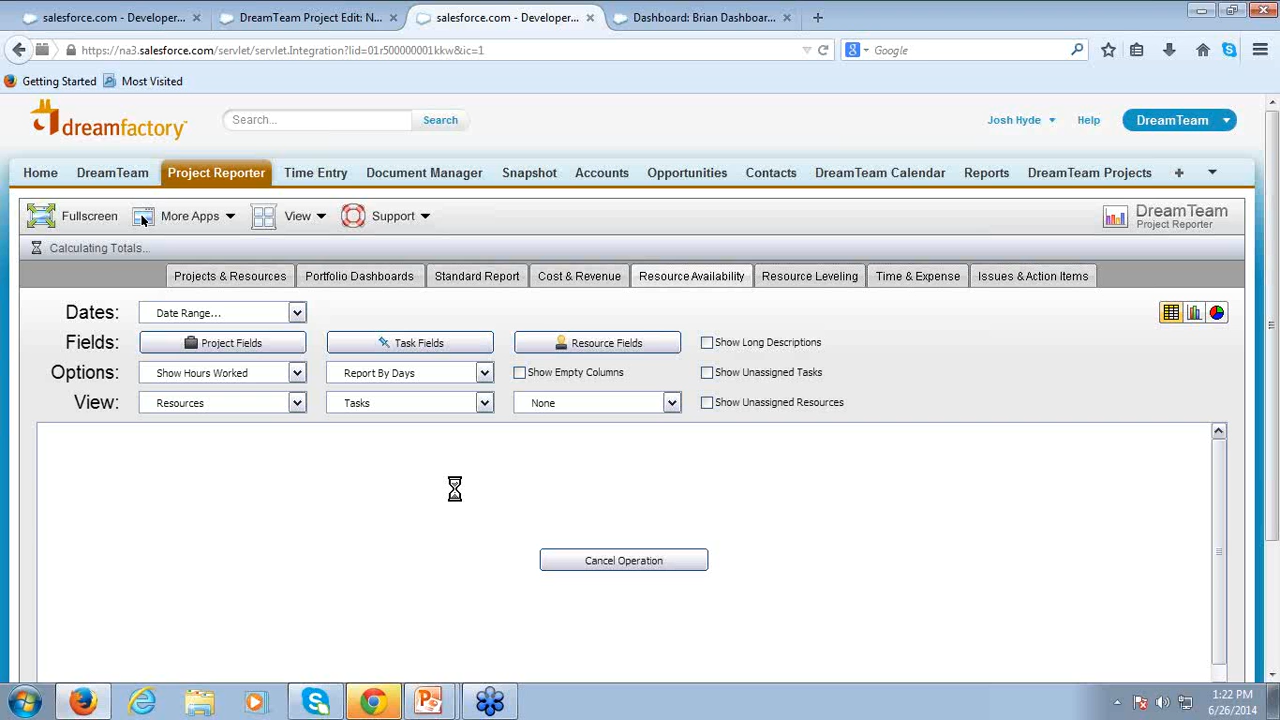 salesforce.com - Developer...
DreamTeam Project Edit: N...
salesforce.com - Developer...
Dashboard: Brian Dashboar...
https://na3.salesforce.com/servlet/servlet.Integration?lid=01r500000001kkw&ic=1
Google
Getting Started
Most Visited
dreamfactory
Search...
Search
Josh Hyde
Help
DreamTeam
Home
DreamTeam
Project Reporter
Time Entry
Document Manager
Snapshot
Accounts
Opportunities
Contacts
DreamTeam Calendar
Reports
DreamTeam Projects
Fullscreen
More Apps
View
Support
DreamTeam
Project Reporter
Calculating Totals...
Projects & Resources
Portfolio Dashboards
Standard Report
Cost & Revenue
Resource Availability
Resource Leveling
Time & Expense
Issues & Action Items
Dates:
Date Range...
Fields:
Project Fields
Task Fields
Resource Fields
Show Long Descriptions
Options:
Show Hours Worked
Report By Days
Show Empty Columns
Show Unassigned Tasks
View:
Resources
Tasks
None
Show Unassigned Resources
Cancel Operation
1:22 PM
6/26/2014